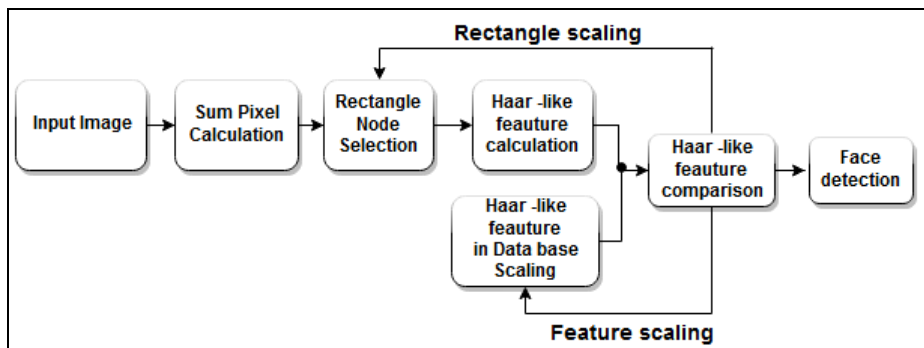 Rectangle scaling
Input Image
Sum Pixel
Calculation
Rectangle
Node
Selection
Haar -like
feauture
calculation
Haar -like
feauture
comparison
Face
detection
Haar -like
feauture
in Data base
Scaling
Feature scaling